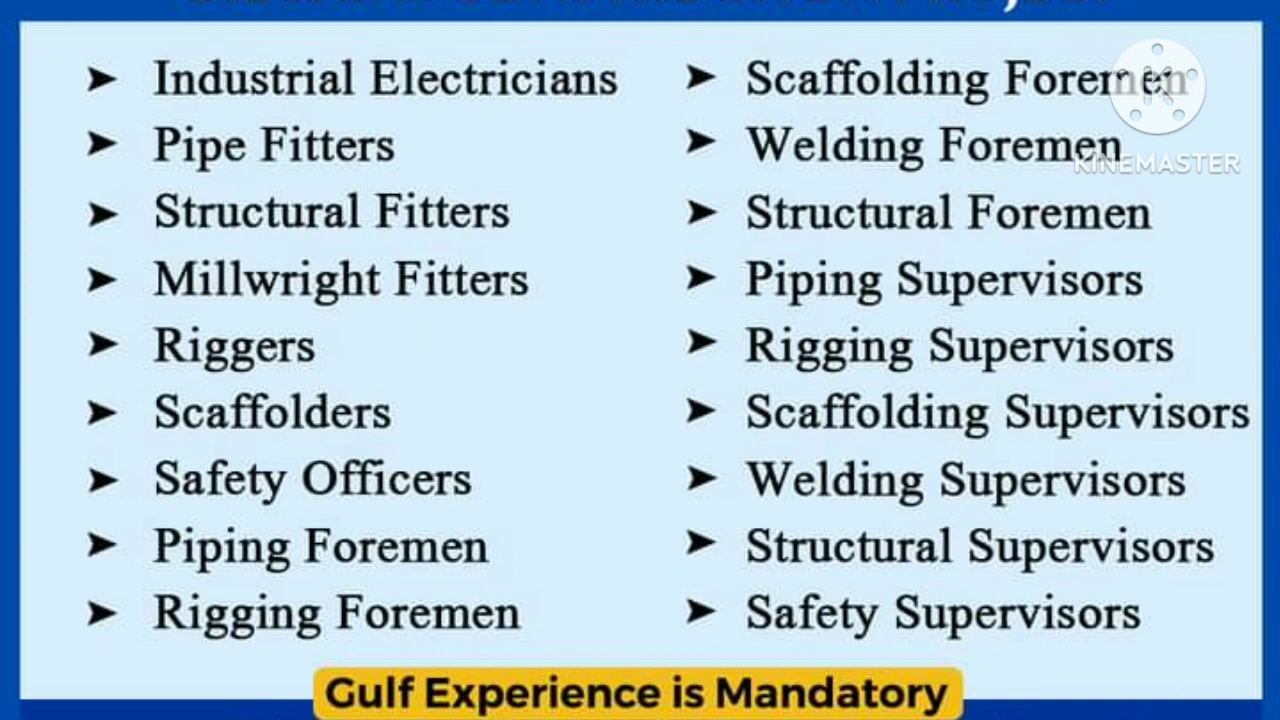 Industrial Electricians
Pipe Fitters
Structural Fitters
Millwright Fitters
Riggers
Scaffolders
Safety Officers
Piping Foremen
Rigging Foremen
Scaffolding Foremen
Welding Foremen
Structural Foremen
Piping Supervisors
Rigging Supervisors
Scaffolding Supervisors
Welding Supervisors
Structural Supervisors
Safety Supervisors
K
KINEMASTER
Gulf Experience is Mandatory